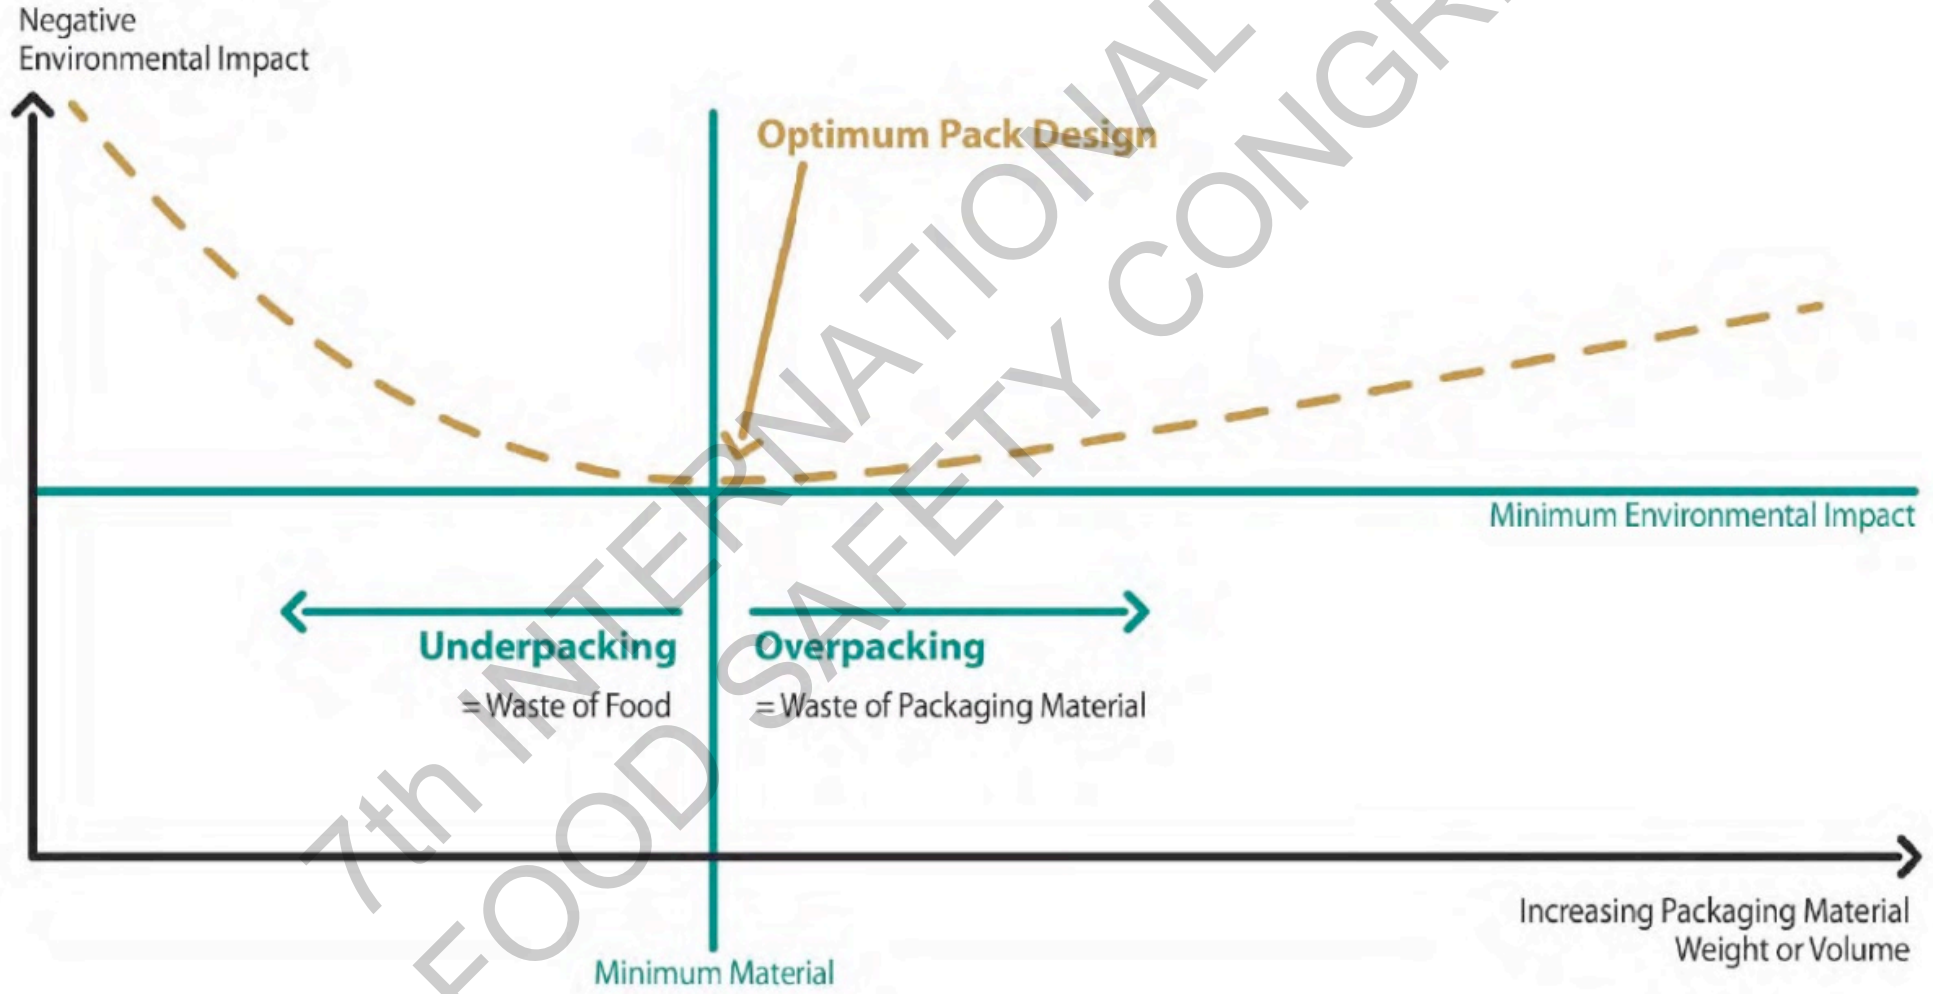 Negative
Environmental Impact
Optimum Pack Design
Minimum Environmental Impact
Underpacking
= Waste of Food
Overpacking
= Waste of Packaging Material
Increasing Packaging Material
Weight or Volume
Minimum Material
7th INTERNATIONAL
FOOD SAFETY